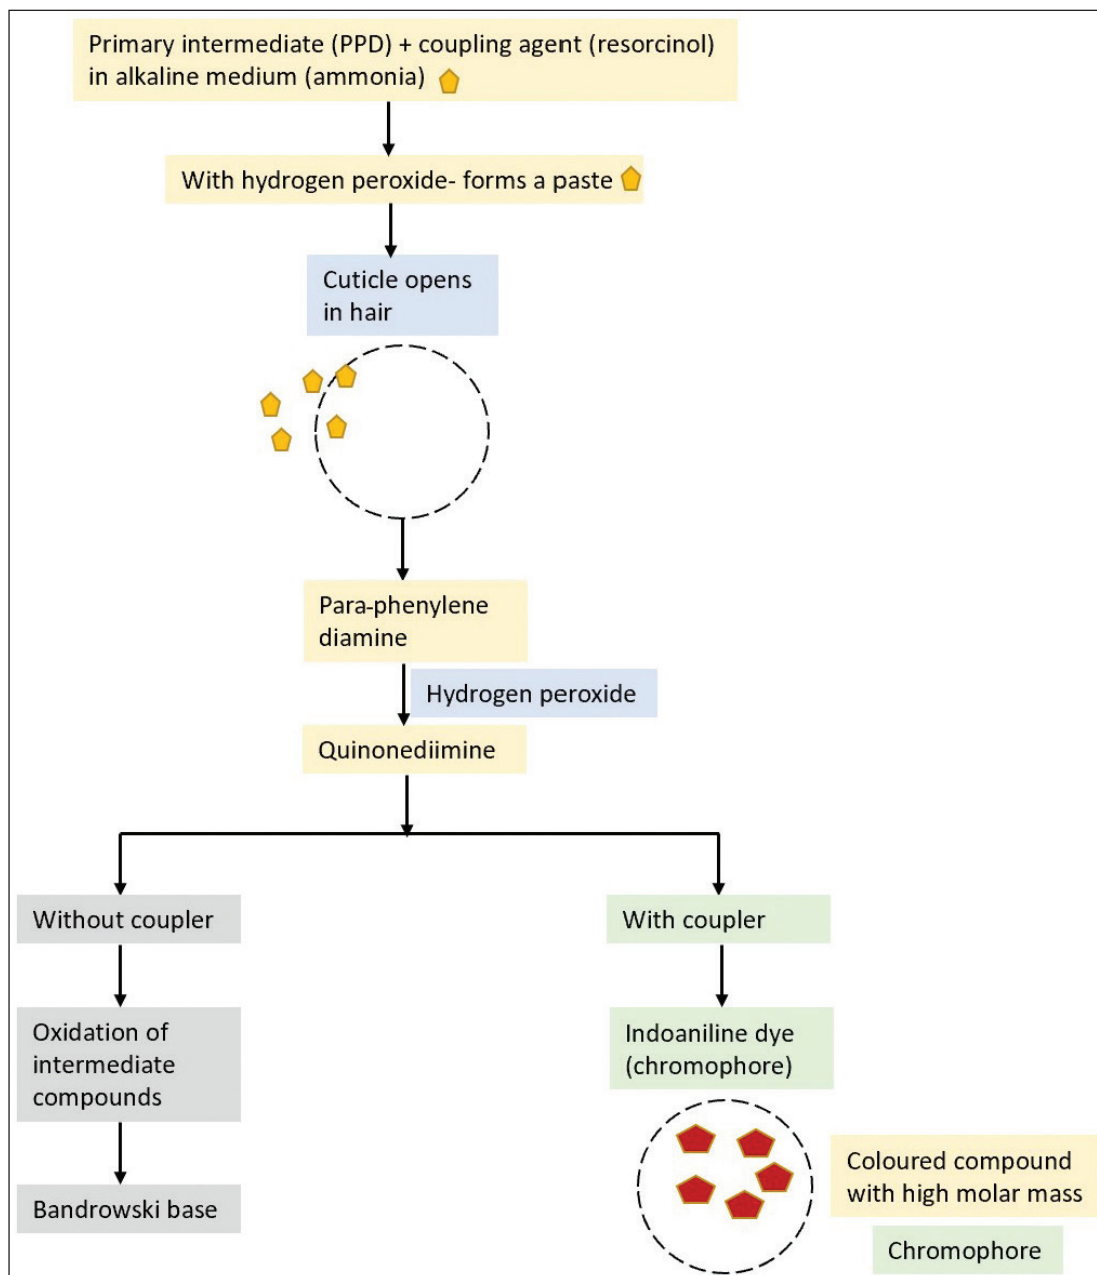 Primary intermediate (PPD) + coupling agent (resorcinol)
in alkaline medium (ammonia)
With hydrogen peroxide- forms a paste
Cuticle opens
in hair
Para-phenylene
diamine
Hydrogen peroxide
Quinonediimine
Without coupler
With coupler
Oxidation of
intermediate
compounds
Indoaniline dye
(chromophore)
Bandrowski base
Coloured compound
with high molar mass
Chromophore